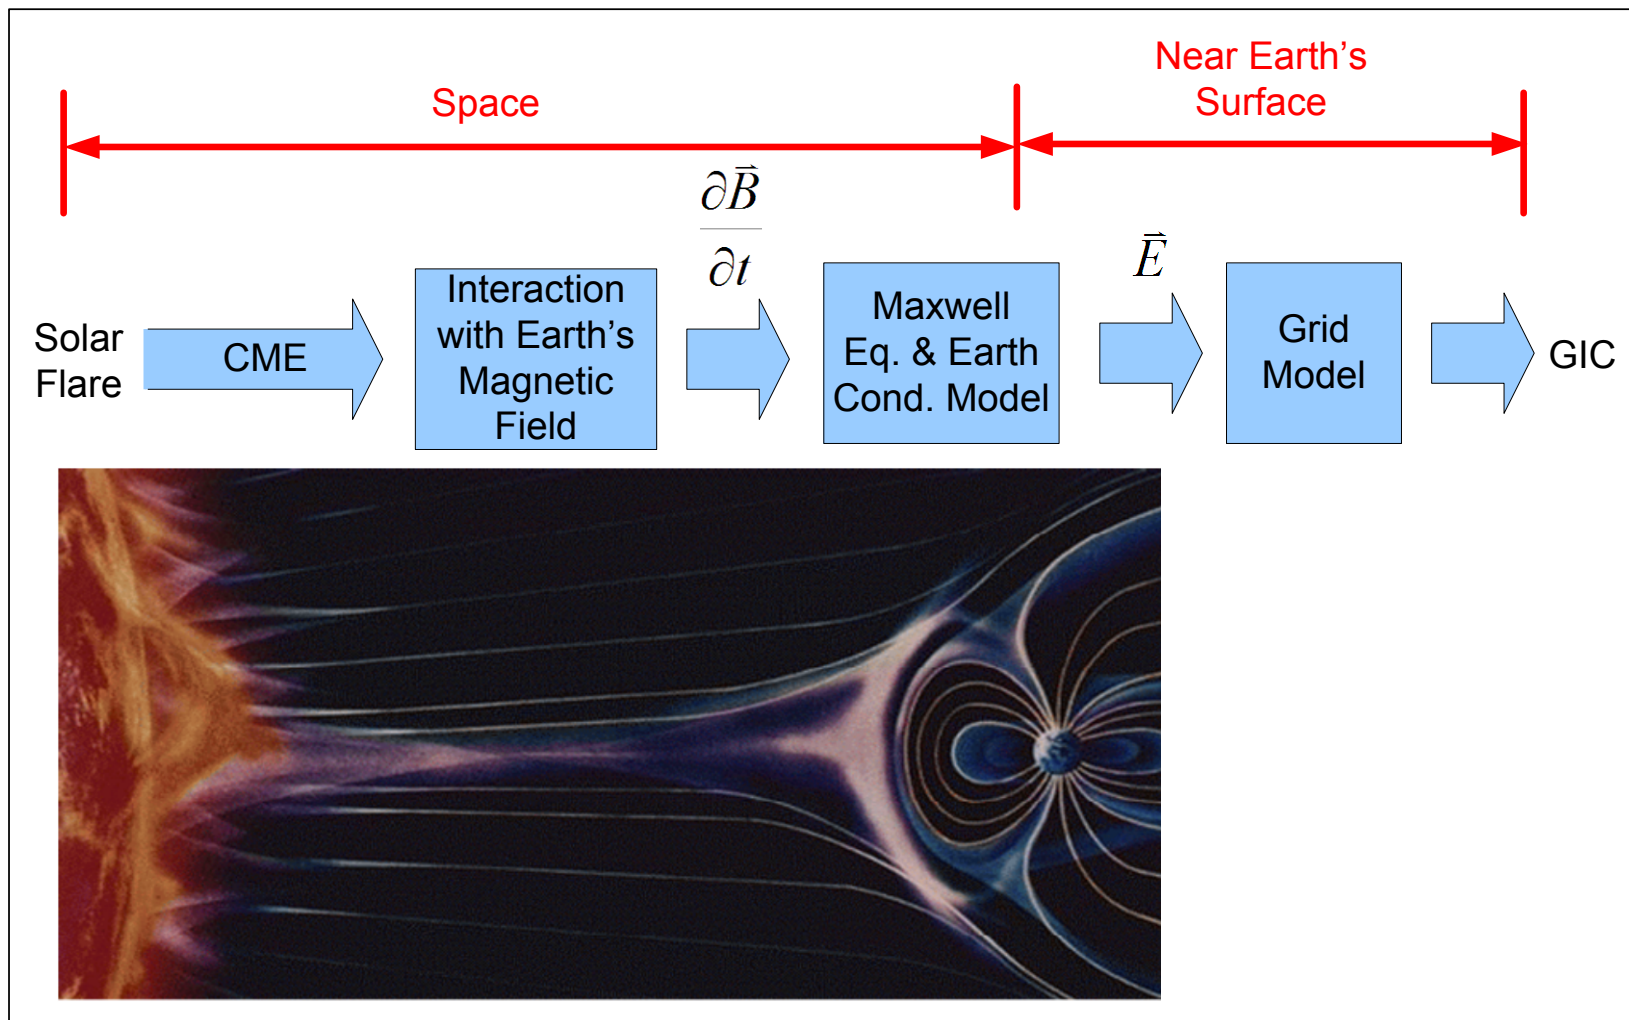 Near Earth's
Surface
Space
∂B⃗
∂t
E⃗
Solar
Flare
CME
Interaction
with Earth's
Magnetic
Field
Maxwell
Eq. & Earth
Cond. Model
Grid
Model
GIC